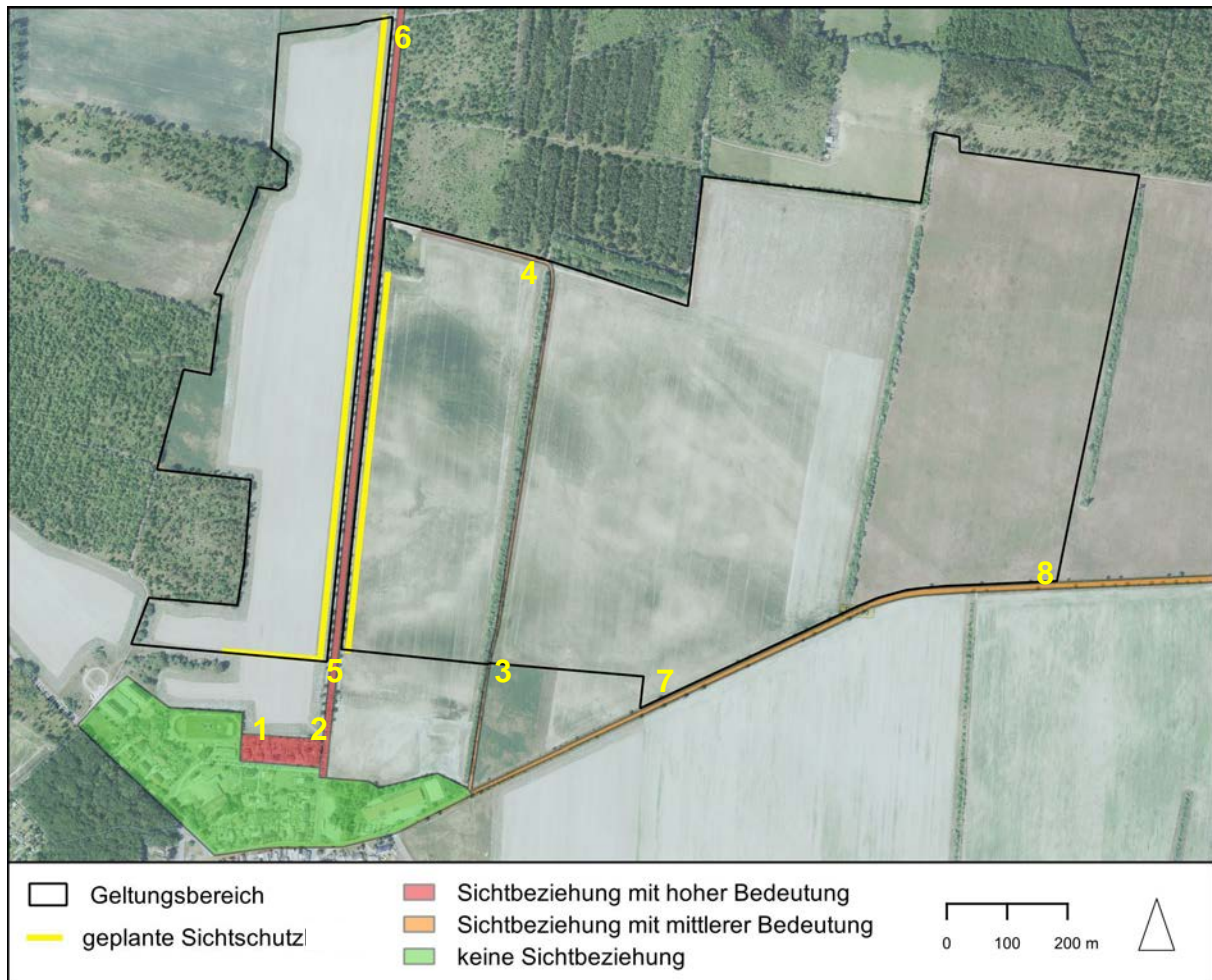 6
4
8
5
3
7
1
2
Geltungsbereich
geplante Sichtschutz
Sichtbeziehung mit hoher Bedeutung
Sichtbeziehung mit mittlerer Bedeutung
keine Sichtbeziehung
0 100 200 m